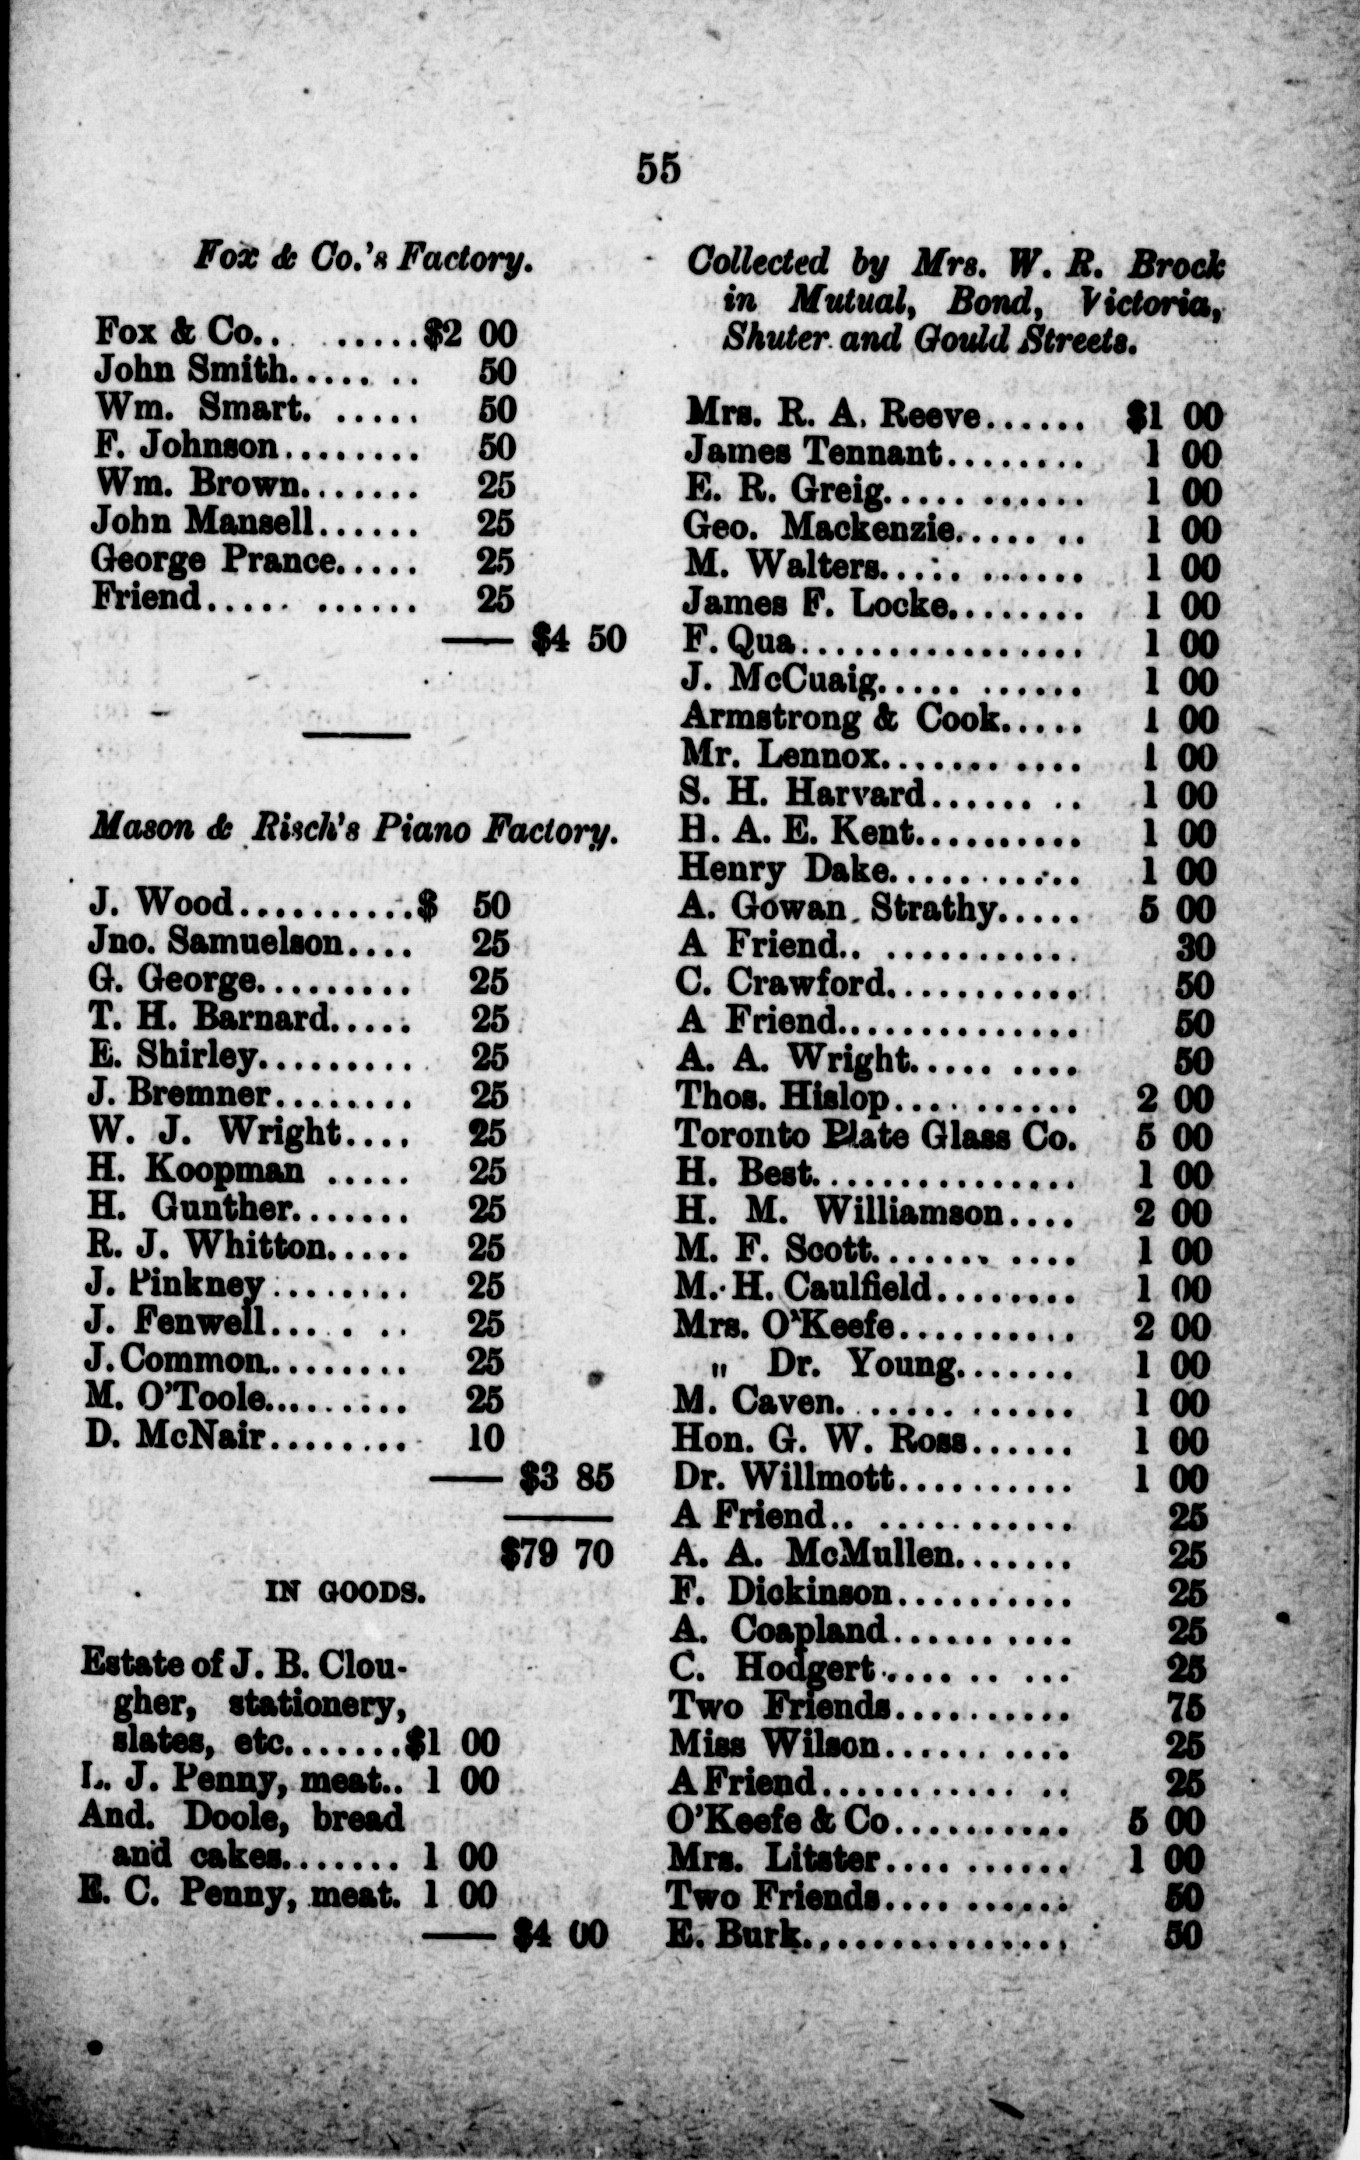 55
Fox & Co.'s Factory.
Fox & Co.. ......$2 00
John Smith....... .. 50
Wm. Smart. ..... 50
F. Johnson........ 50
Wm. Brown....... 25
John Mansell...... 25
George Prance..... 25
Friend..... ...... 25
—— $4 50
Mason & Risch's Piano Factory.
J. Wood...........$ 50
Jno. Samuelson.... 25
G. George......... 25
T. H. Barnard..... 25
E. Shirley......... 25
J. Bremner........ 25
W. J. Wright.... 25
H. Koopman ..... 25
H. Gunther....... 25
R. J. Whitton..... 25
J. Pinkney........ 25
J. Fenwell.... . .. 25
J. Common........ 25
M. O'Toole......... 25
D. McNair........ 10
—— $3 85
$79 70
IN GOODS.
Estate of J. B. Clou-
gher, stationery,
slates, etc.......$1 00
L. J. Penny, meat.. 1 00
And. Doole, bread
and cakes....... 1 00
E. C. Penny, meat. 1 00
—— $4 00
Collected by Mrs. W. R. Brock
in Mutual, Bond, Victoria,
Shuter and Gould Streets.
Mrs. R. A. Reeve...... $1 00
James Tennant........ 1 00
E. R. Greig..... ...... 1 00
Geo. Mackenzie...... .. 1 00
M. Walters..... ...... 1 00
James F. Locke........ 1 00
F. Qua................. 1 00
J. McCuaig..... ...... 1 00
Armstrong & Cook..... 1 00
Mr. Lennox....... .... 1 00
S. H. Harvard...... .. 1 00
H. A. E. Kent.......... 1 00
Henry Dake........... 1 00
A. Gowan Strathy..... 5 00
A Friend.. ........... 30
C. Crawford............ 50
A Friend............... 50
A. A. Wright..... .... 50
Thos. Hislop.... ...... 2 00
Toronto Plate Glass Co. 5 00
H. Best................ 1 00
H. M. Williamson.... 2 00
M. F. Scott....... .... 1 00
M. H. Caulfield........ 1 00
Mrs. O'Keefe.......... 2 00
" Dr. Young....... 1 00
M. Caven. ...... ...... 1 00
Hon. G. W. Ross...... 1 00
Dr. Willmott.......... 1 00
A Friend.. ............ 25
A. A. McMullen....... 25
F. Dickinson.......... 25
A. Coapland...... .... 25
C. Hodgert..... .. ... 25
Two Friends.......... 75
Miss Wilson...... .... 25
A Friend............ .. 25
O'Keefe & Co.......... 5 00
Mrs. Litster.... ...... 1 00
Two Friends.... ...... 50
E. Burk............... 50